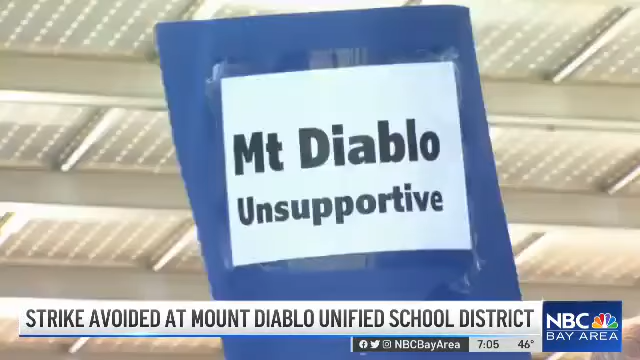 Mt Diablo
Unsupportive
STRIKE AVOIDED AT MOUNT DIABLO UNIFIED SCHOOL DISTRICT
NBC
BAY AREA
NBCBayArea
7:05
46°